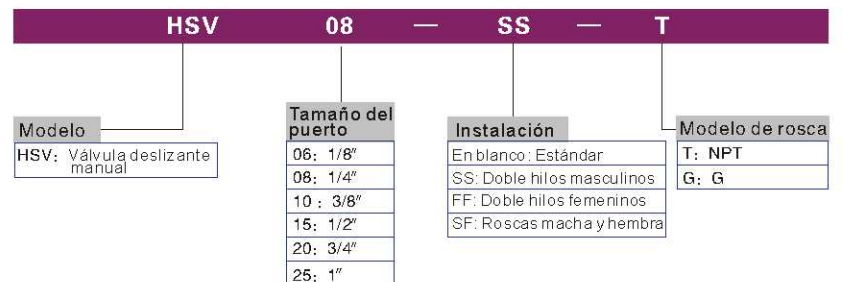 HSV 08 — SS — T
Modelo
HSV: Válvula deslizante
manual
Tamaño del
puerto
06: 1/8"
08: 1/4"
10: 3/8"
15: 1/2"
20: 3/4"
25: 1"
Instalación
En blanco: Estándar
SS: Doble hilos masculinos
FF: Doble hilos femeninos
SF: Roscas macha y hembra
Modelo de rosca
T: NPT
G: G